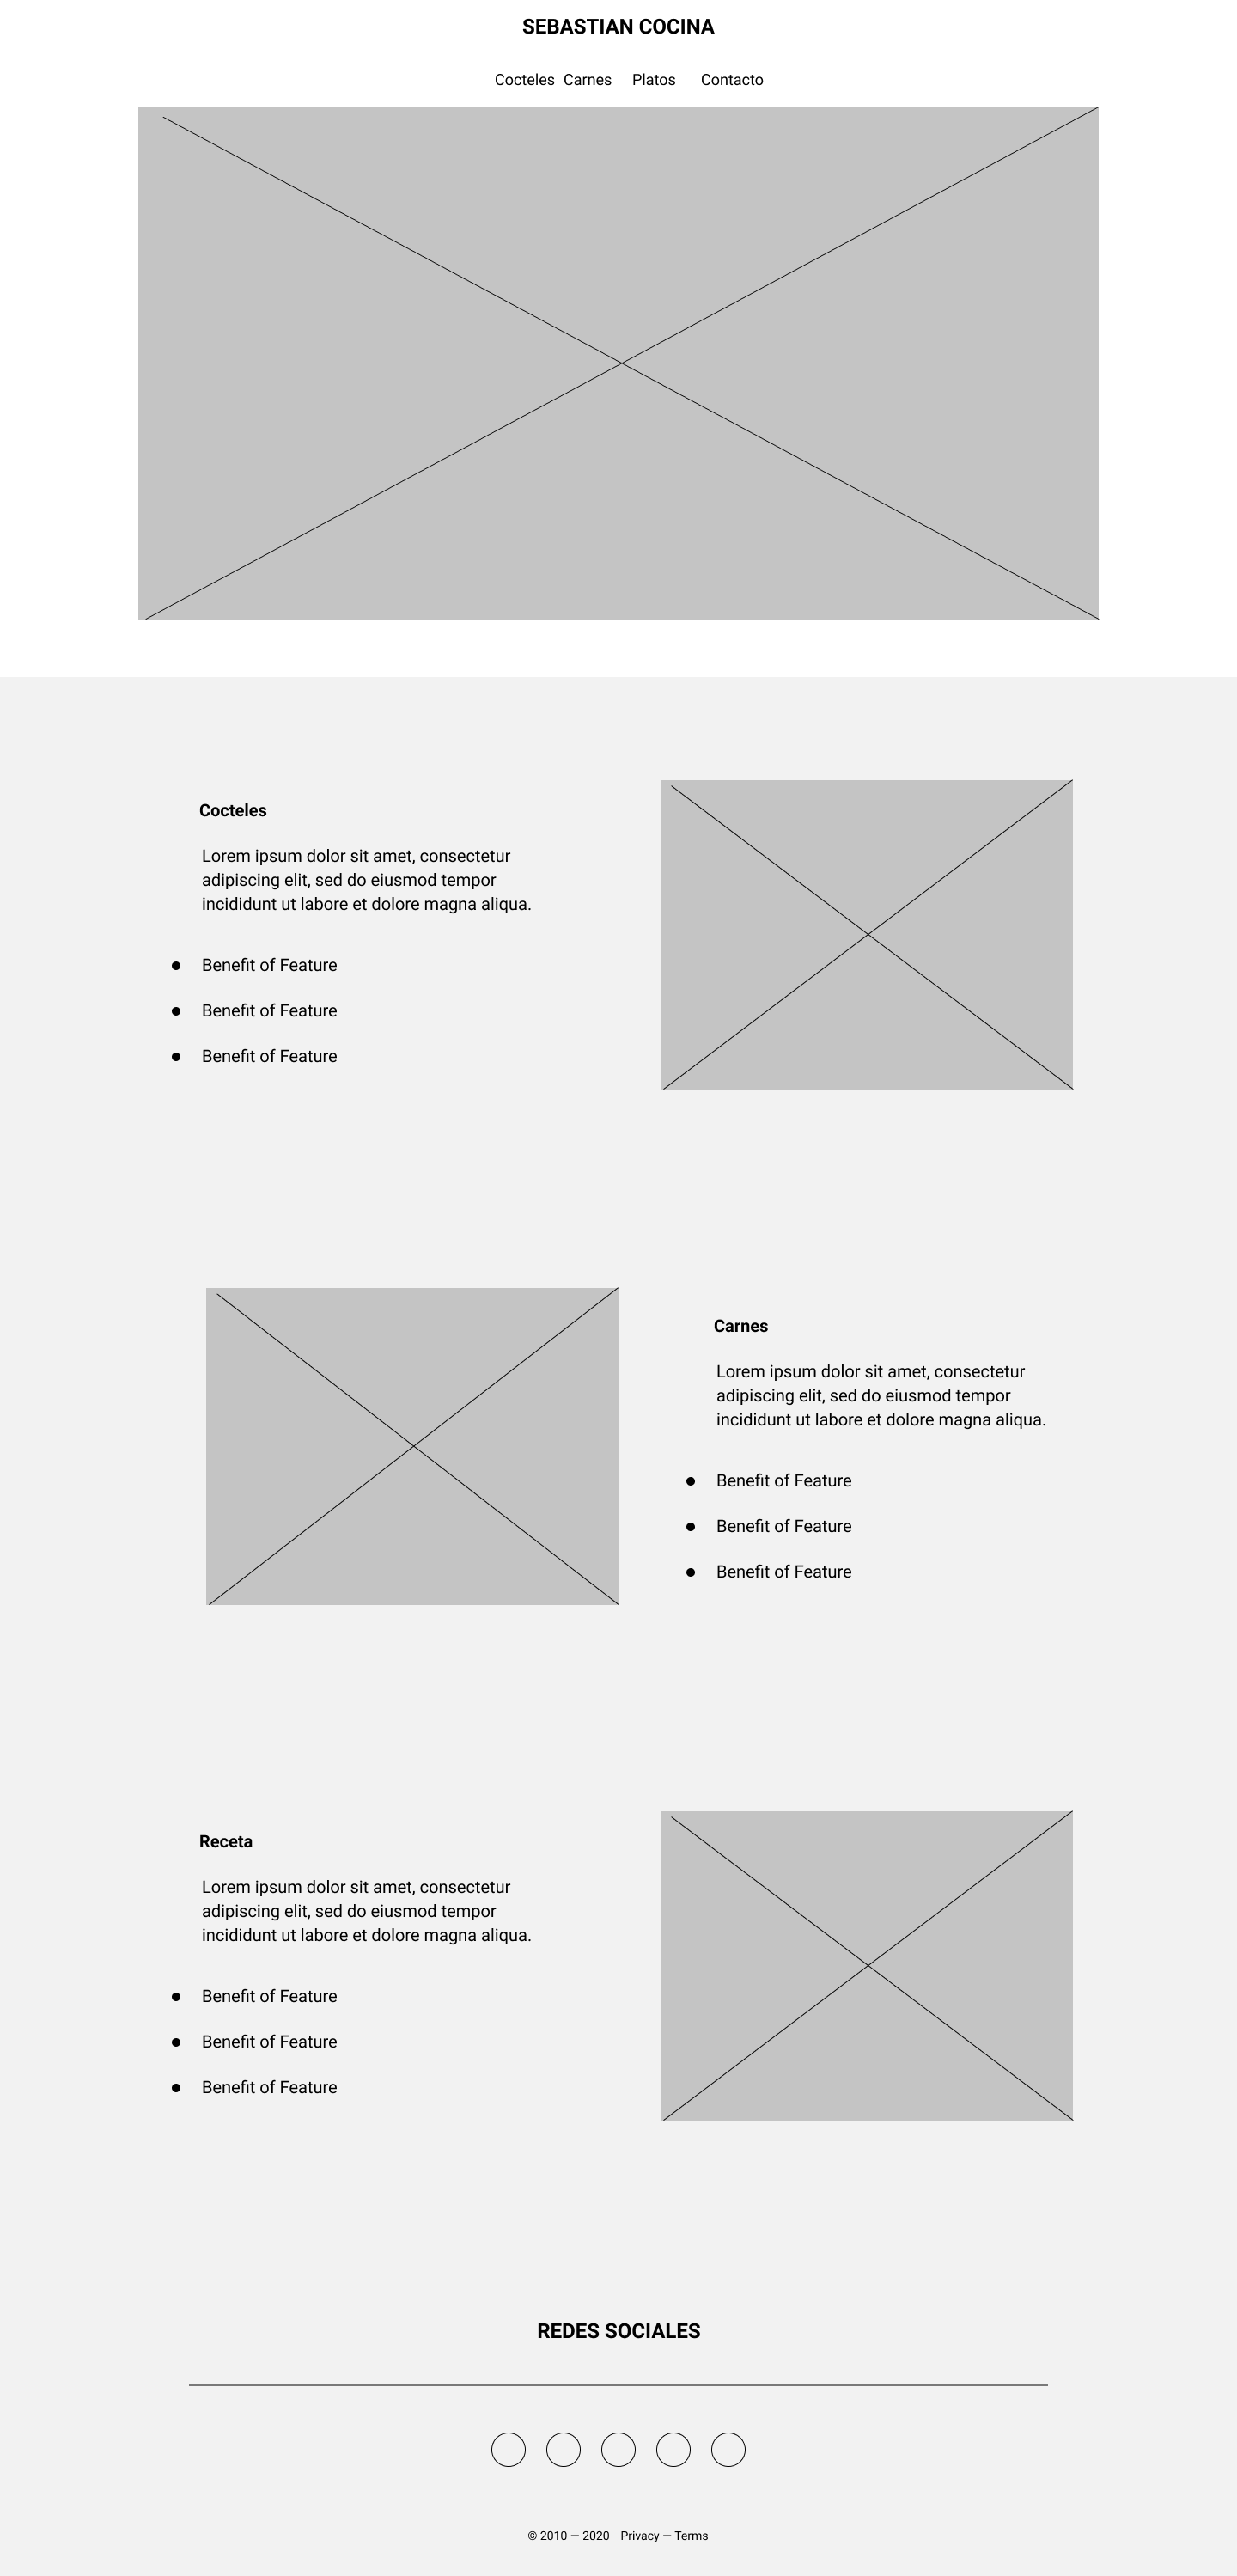 SEBASTIAN COCINA
Cocteles Carnes Platos Contacto
Cocteles
Lorem ipsum dolor sit amet, consectetur
adipiscing elit, sed do eiusmod tempor
incididunt ut labore et dolore magna aliqua.
Benefit of Feature
Benefit of Feature
Benefit of Feature
Carnes
Lorem ipsum dolor sit amet, consectetur
adipiscing elit, sed do eiusmod tempor
incididunt ut labore et dolore magna aliqua.
Benefit of Feature
Benefit of Feature
Benefit of Feature
Receta
Lorem ipsum dolor sit amet, consectetur
adipiscing elit, sed do eiusmod tempor
incididunt ut labore et dolore magna aliqua.
Benefit of Feature
Benefit of Feature
Benefit of Feature
REDES SOCIALES
© 2010 — 2020 Privacy — Terms